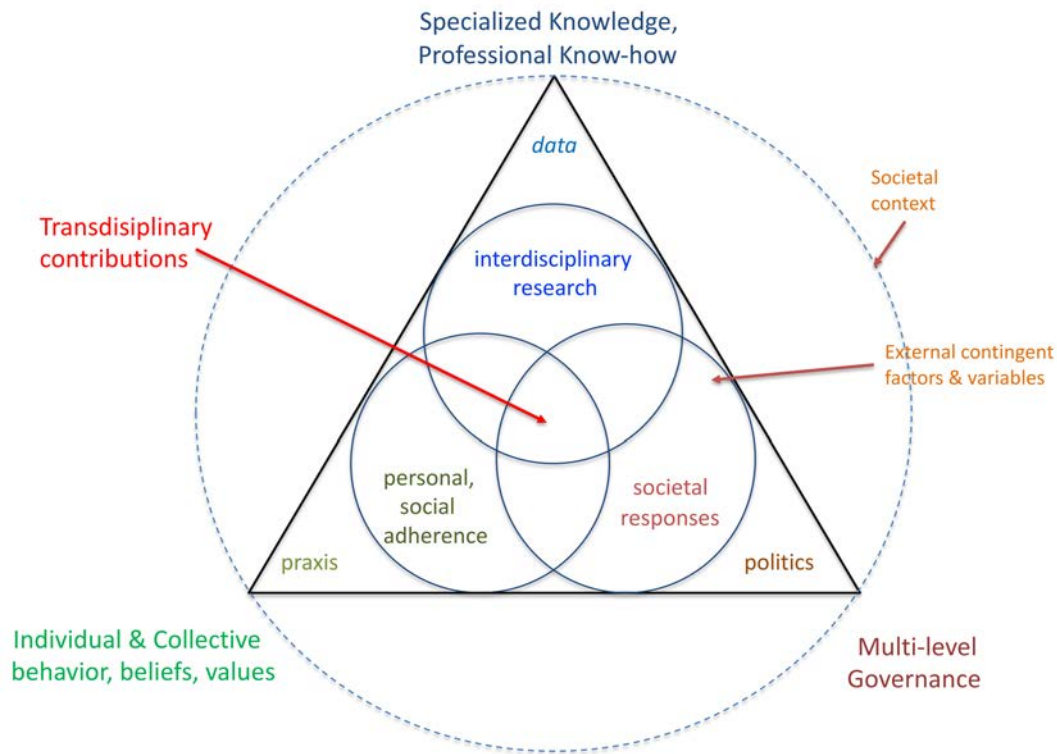 Specialized Knowledge,
Professional Know-how
data
Societal
context
Transdisiplinary
contributions
interdisciplinary
research
External contingent
factors & variables
personal,
social
adherence
societal
responses
praxis
politics
Individual & Collective
behavior, beliefs, values
Multi-level
Governance